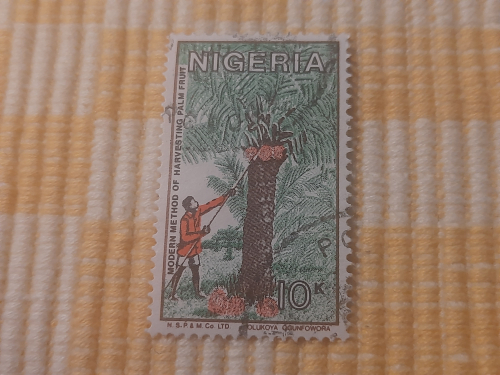 NIGERIA
MODERN METHOD OF HARVESTING PALM FRUIT
10K
N.S.P & M.Co LTD
OLUKOYA OGUNFOWORA
P